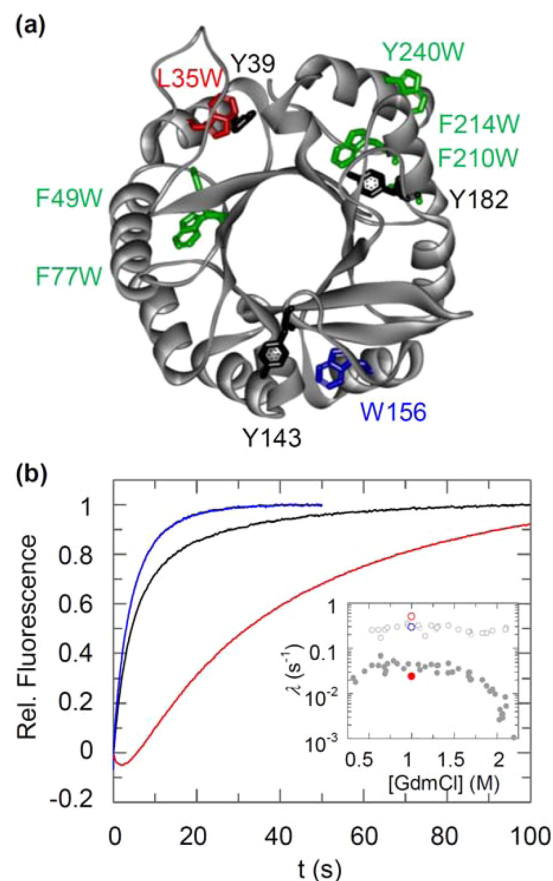 (a)
Y240W
L35W Y39
F214W
F210W
F49W
Y182
F77W
W156
Y143
(b)
Rel. Fluorescence
1
0.8
0.6
0.4
0.2
0
-0.2
0 20 40 60 80 100
t (s)
λ (s⁻¹)
1
0.1
10⁻²
10⁻³
0.5 1 1.5 2
[GdmCl] (M)